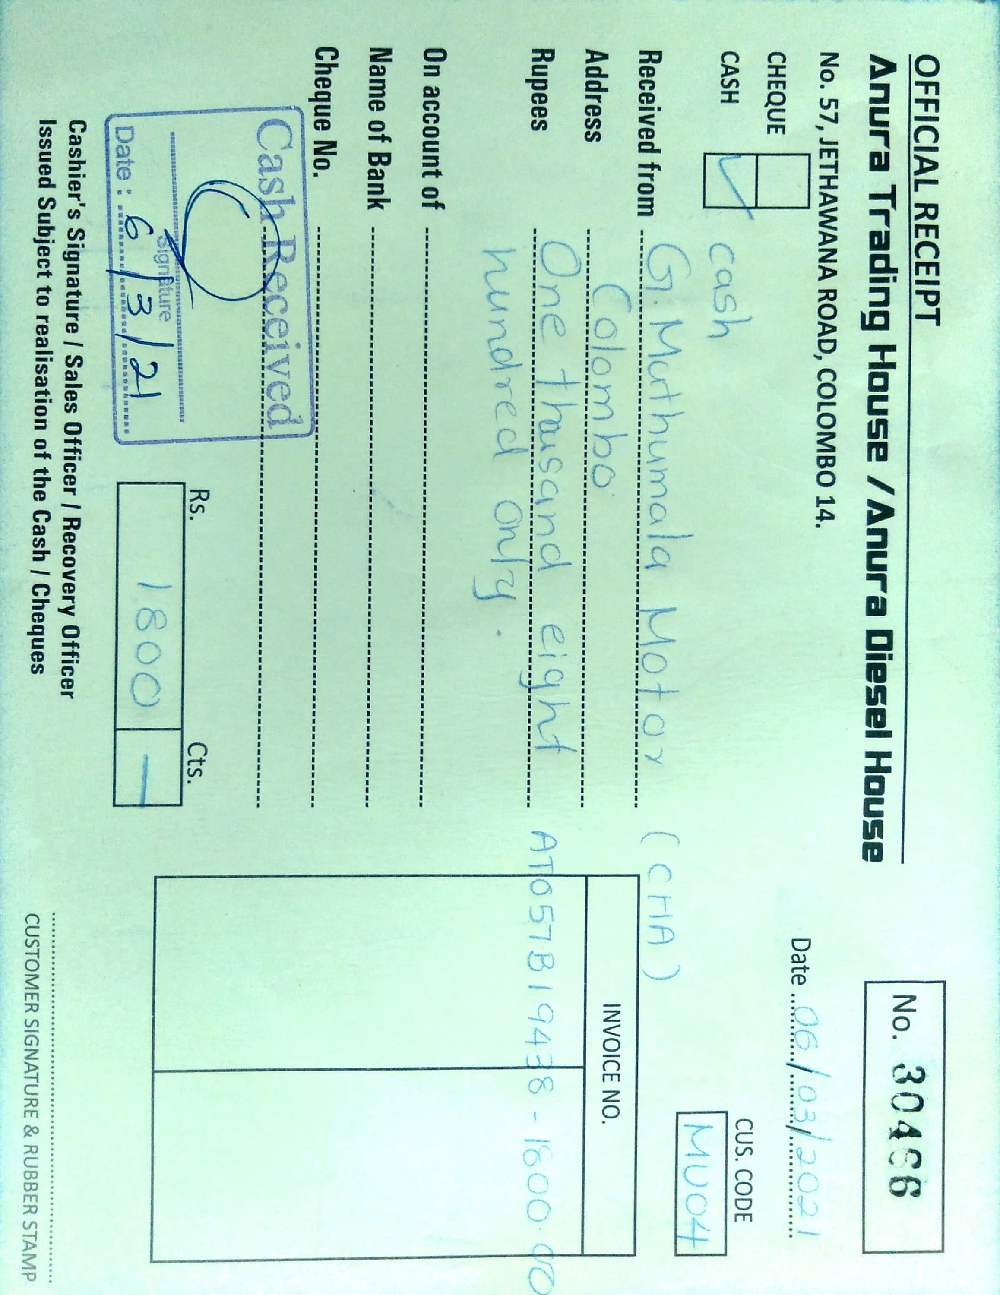 OFFICIAL RECEIPT
Anura Trading House / Anura Diesel House
No. 57, JETHAWANA ROAD, COLOMBO 14.
No. 30466
Date 06/03/2021
CHEQUE
CASH
cash
CUS. CODE
MU04
Received from G. Muthumala Motor (CHA)
Address Colombo
Rupees One thousand eight
hundred only.
INVOICE NO.
AT057B19438 - 1800.00
On account of
Name of Bank
Cheque No.
Cash Received
Signature
Date : 6/3/21
Rs. Cts.
1800 —
Cashier's Signature / Sales Officer / Recovery Officer
Issued Subject to realisation of the Cash / Cheques
CUSTOMER SIGNATURE & RUBBER STAMP